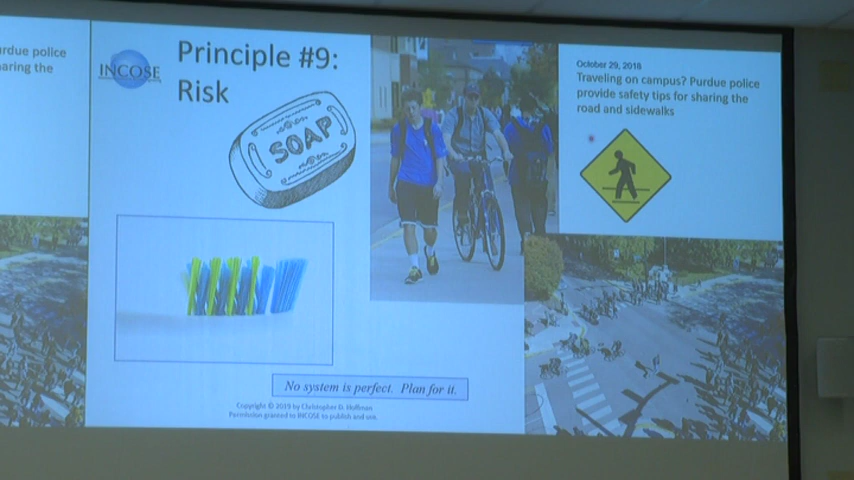 urdue police
aring the
INCOSE
Principle #9:
Risk
SOAP
No system is perfect. Plan for it.
Copyright © 2019 by Christopher D. Hoffman
Permission granted to INCOSE to publish and use.
October 29, 2018
Traveling on campus? Purdue police
provide safety tips for sharing the
road and sidewalks